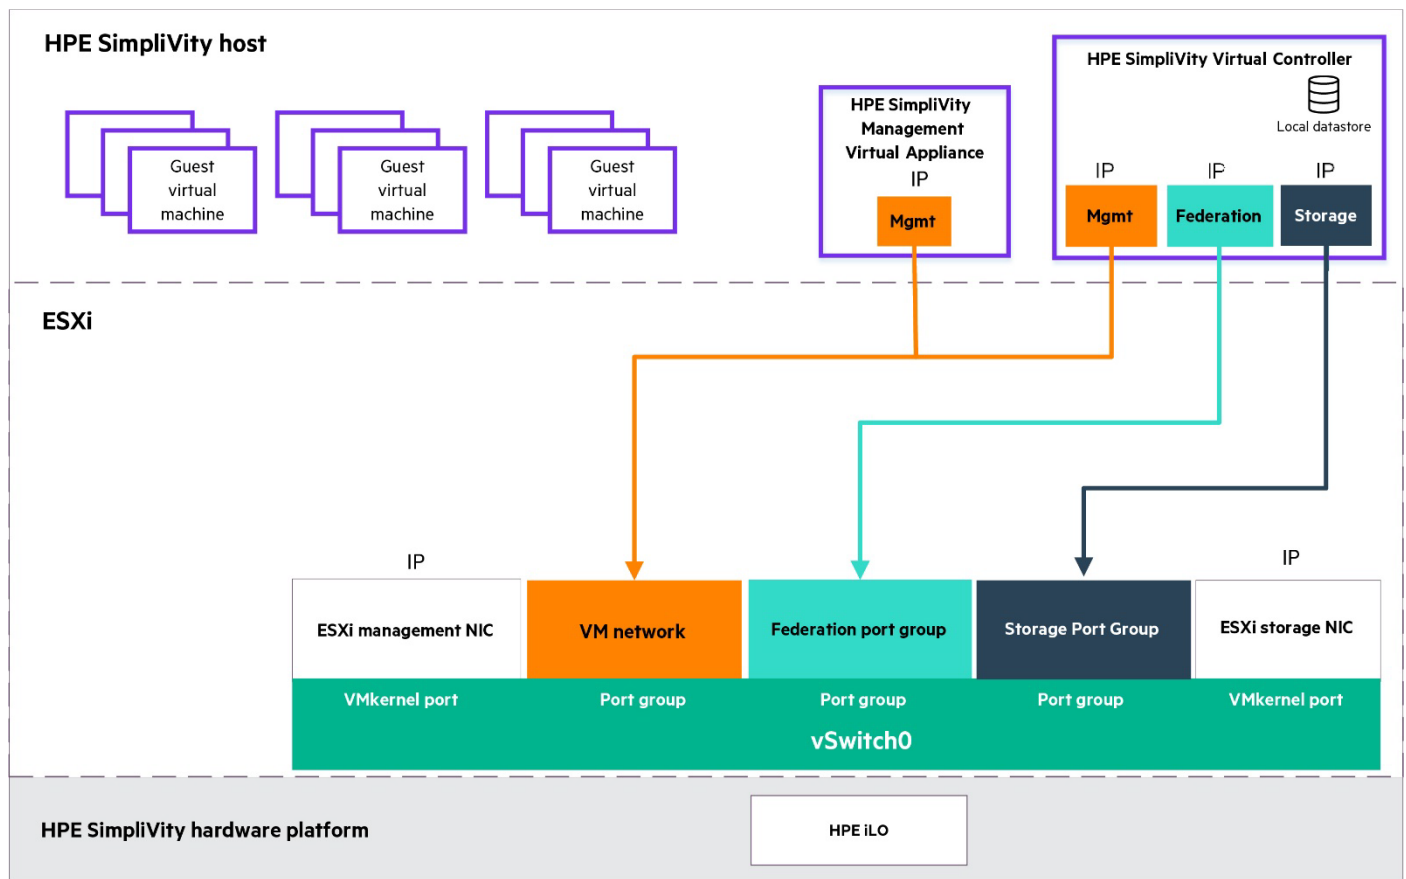 HPE SimpliVity host
Guest
virtual
machine
Guest
virtual
machine
Guest
virtual
machine
HPE SimpliVity
Management
Virtual Appliance
IP
Mgmt
HPE SimpliVity Virtual Controller
Local datastore
IP
IP
IP
Mgmt
Federation
Storage
ESXi
IP
IP
ESXi management NIC
VM network
Federation port group
Storage Port Group
ESXi storage NIC
VMkernel port
Port group
Port group
Port group
VMkernel port
vSwitch0
HPE SimpliVity hardware platform
HPE iLO